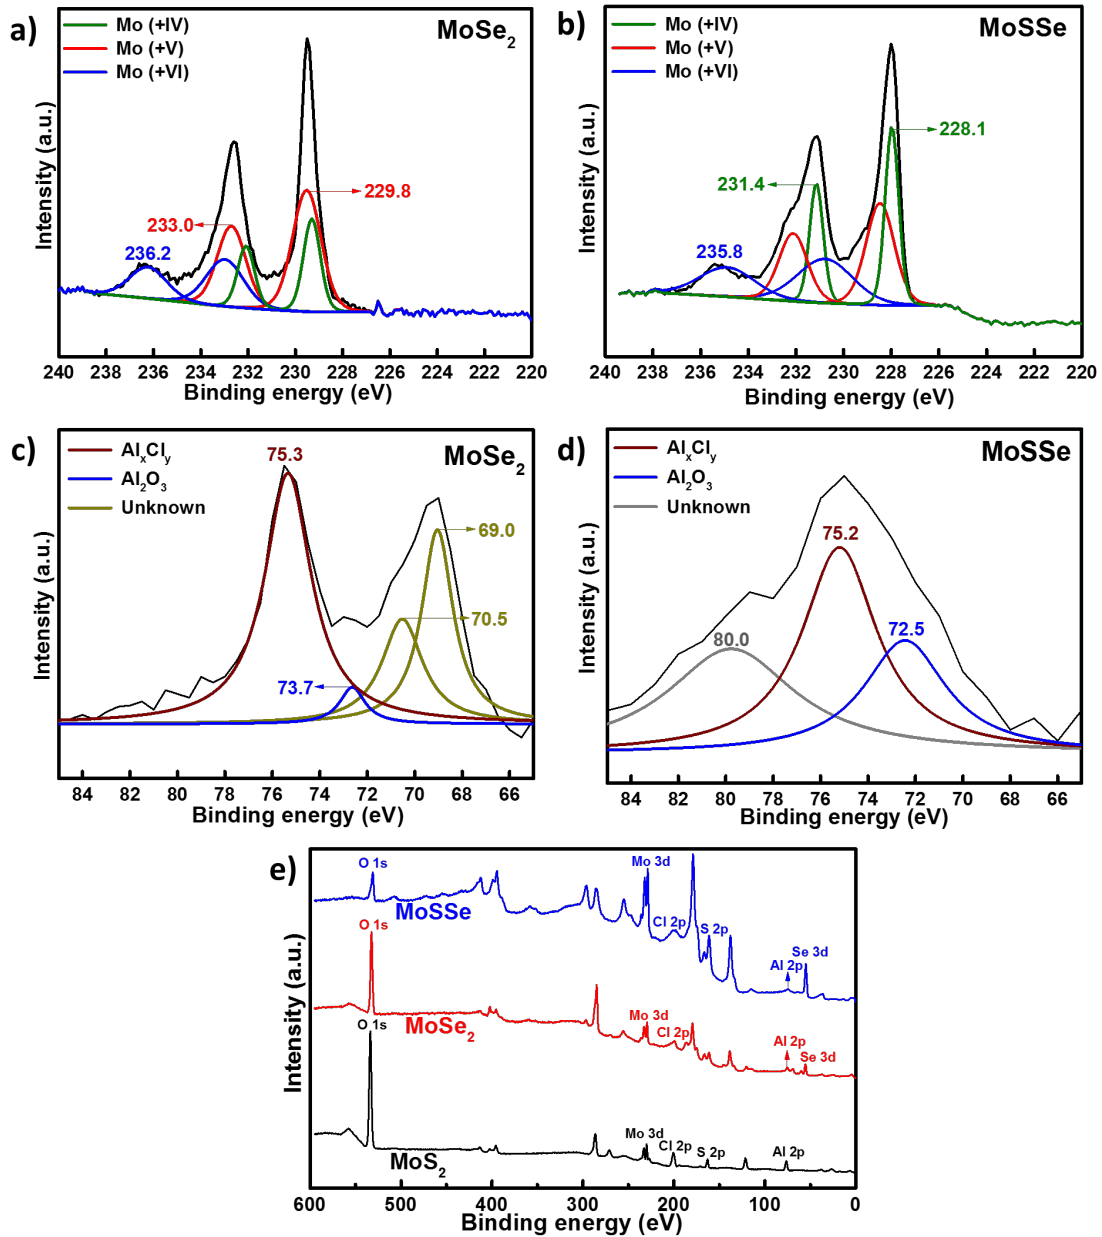 a)
Mo (+IV)
Mo (+V)
Mo (+VI)
MoSe2
229.8
233.0
236.2
Intensity (a.u.)
240 238 236 234 232 230 228 226 224 222 220
Binding energy (eV)
b)
Mo (+IV)
Mo (+V)
Mo (+VI)
MoSSe
228.1
231.4
235.8
Intensity (a.u.)
240 238 236 234 232 230 228 226 224 222 220
Binding energy (eV)
c)
AlxCly
Al2O3
Unknown
75.3
MoSe2
69.0
70.5
73.7
Intensity (a.u.)
84 82 80 78 76 74 72 70 68 66
Binding energy (eV)
d)
AlxCly
Al2O3
Unknown
MoSSe
75.2
80.0
72.5
Intensity (a.u.)
84 82 80 78 76 74 72 70 68 66
Binding energy (eV)
e)
O 1s
Mo 3d
MoSSe
Cl 2p
S 2p
Se 3d
Al 2p
O 1s
MoSe2
Mo 3d
Cl 2p
Al 2p
Se 3d
O 1s
Mo 3d
Cl 2p
S 2p
Al 2p
MoS2
Intensity (a.u.)
600 500 400 300 200 100 0
Binding energy (eV)